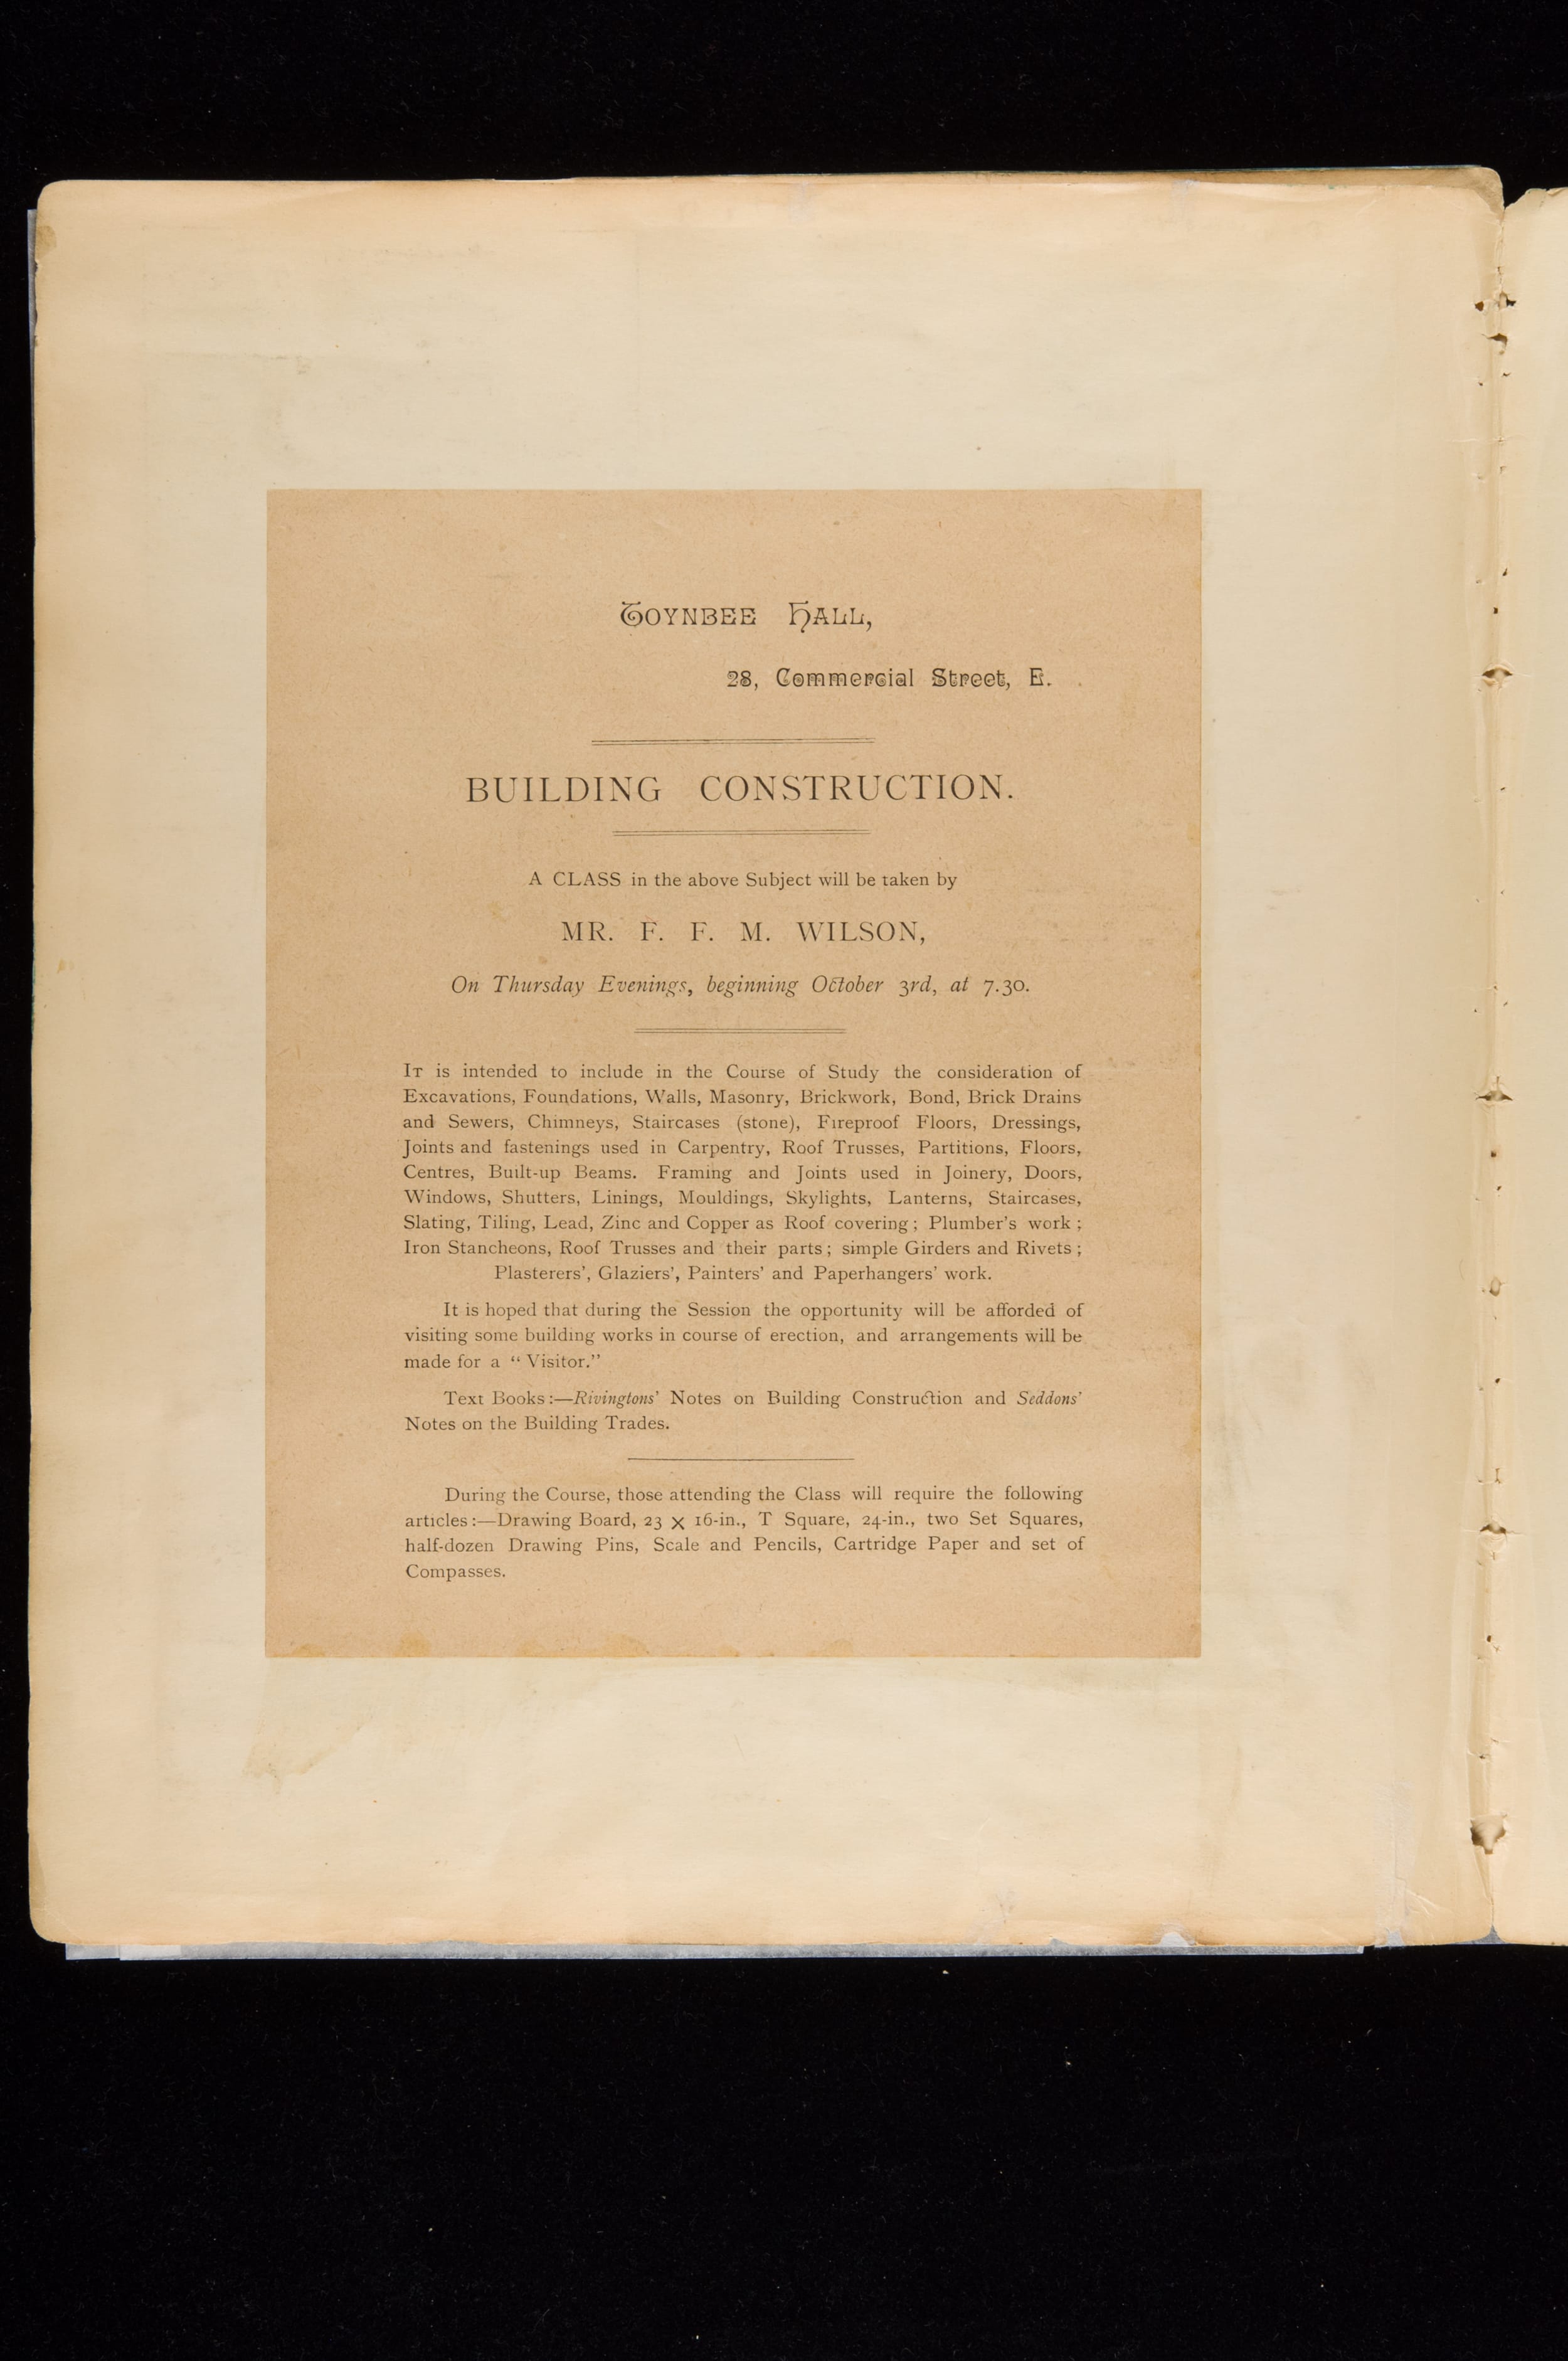 TOYNBEE HALL,
28, Commercial Street, E.
BUILDING CONSTRUCTION.
A CLASS in the above Subject will be taken by
MR. F. F. M. WILSON,
On Thursday Evenings, beginning October 3rd, at 7.30.
IT is intended to include in the Course of Study the consideration of
Excavations, Foundations, Walls, Masonry, Brickwork, Bond, Brick Drains
and Sewers, Chimneys, Staircases (stone), Fireproof Floors, Dressings,
Joints and fastenings used in Carpentry, Roof Trusses, Partitions, Floors,
Centres, Built-up Beams. Framing and Joints used in Joinery, Doors,
Windows, Shutters, Linings, Mouldings, Skylights, Lanterns, Staircases,
Slating, Tiling, Lead, Zinc and Copper as Roof covering; Plumber's work;
Iron Stancheons, Roof Trusses and their parts; simple Girders and Rivets;
Plasterers', Glaziers', Painters' and Paperhangers' work.
It is hoped that during the Session the opportunity will be afforded of
visiting some building works in course of erection, and arrangements will be
made for a “Visitor.”
Text Books:—Rivingtons' Notes on Building Construction and Seddons'
Notes on the Building Trades.
During the Course, those attending the Class will require the following
articles:—Drawing Board, 23 × 16-in., T Square, 24-in., two Set Squares,
half-dozen Drawing Pins, Scale and Pencils, Cartridge Paper and set of
Compasses.